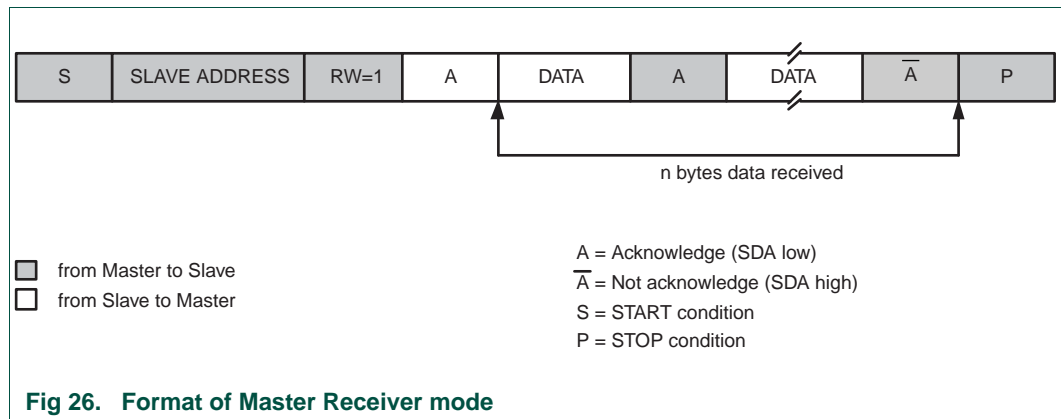 S SLAVE ADDRESS RW=1 A DATA A DATA A̅ P
n bytes data received
from Master to Slave
from Slave to Master
A = Acknowledge (SDA low)
A̅ = Not acknowledge (SDA high)
S = START condition
P = STOP condition
Fig 26. Format of Master Receiver mode